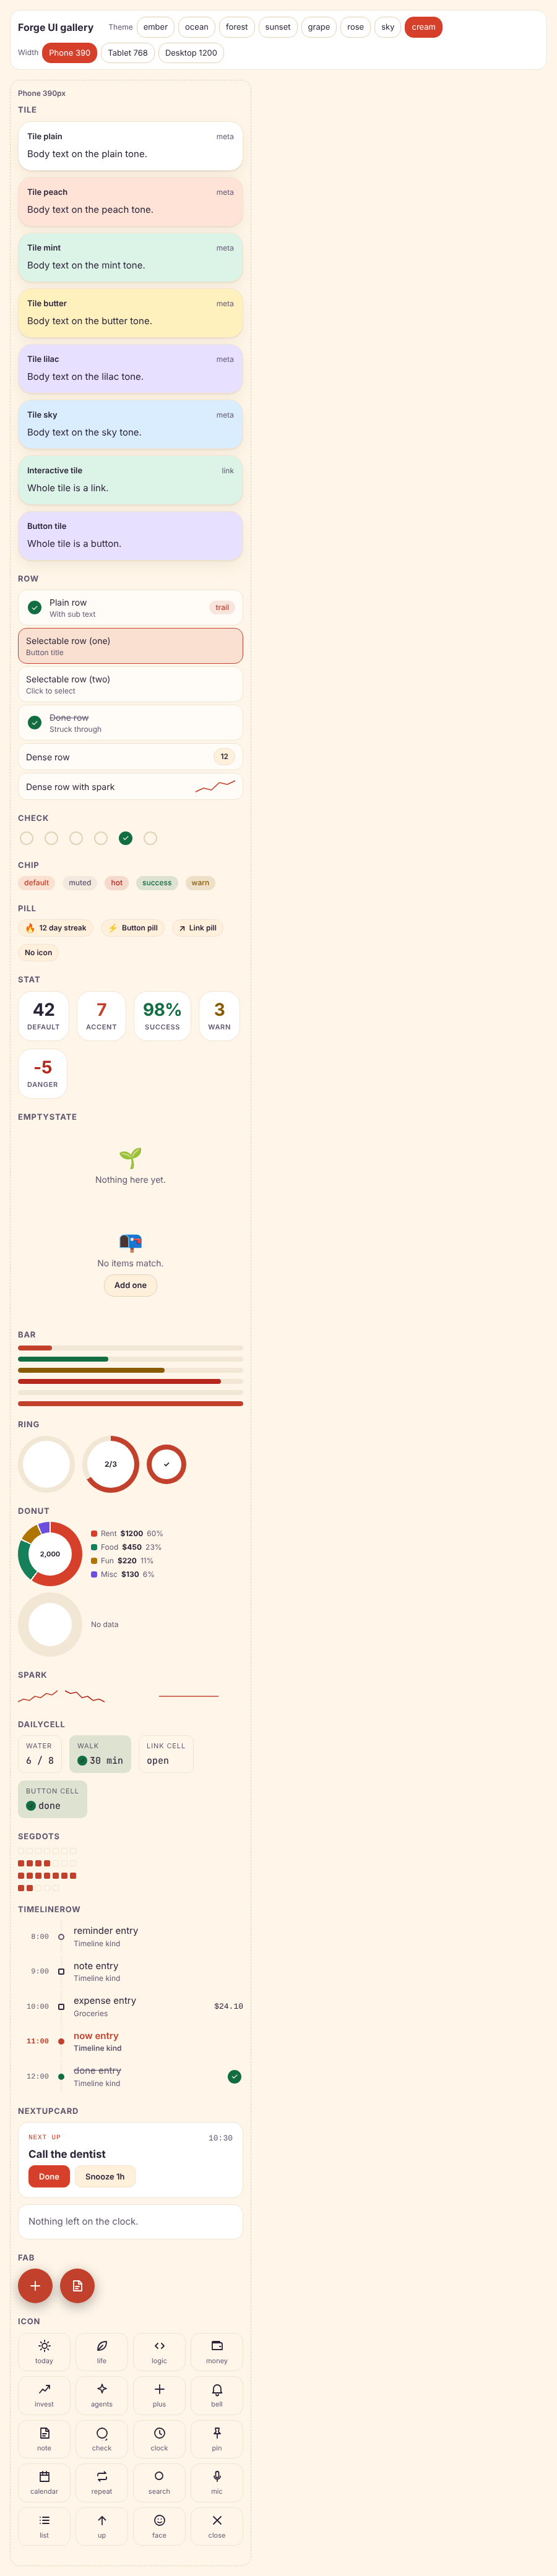 Forge UI gallery Theme ember ocean forest sunset grape rose sky cream
Width Phone 390 Tablet 768 Desktop 1200
Phone 390px
TILE
Tile plain meta
Body text on the plain tone.
Tile peach meta
Body text on the peach tone.
Tile mint meta
Body text on the mint tone.
Tile butter meta
Body text on the butter tone.
Tile lilac meta
Body text on the lilac tone.
Tile sky meta
Body text on the sky tone.
Interactive tile link
Whole tile is a link.
Button tile
Whole tile is a button.
ROW
Plain row trail
With sub text
Selectable row (one)
Button title
Selectable row (two)
Click to select
Done row
Struck through
Dense row 12
Dense row with spark
CHECK
CHIP
default muted hot success warn
PILL
12 day streak Button pill Link pill
No icon
STAT
42 7 98% 3
DEFAULT ACCENT SUCCESS WARN
-5
DANGER
EMPTYSTATE
Nothing here yet.
No items match.
Add one
BAR
RING
2/3
DONUT
2,000
Rent $1200 60%
Food $450 23%
Fun $220 11%
Misc $130 6%
No data
SPARK
DAILYCELL
WATER WALK LINK CELL
6 / 8 30 min open
BUTTON CELL
done
SEGDOTS
TIMELINEROW
8:00 reminder entry
Timeline kind
9:00 note entry
Timeline kind
10:00 expense entry $24.10
Groceries
11:00 now entry
Timeline kind
12:00 done entry
Timeline kind
NEXTUPCARD
NEXT UP 10:30
Call the dentist
Done Snooze 1h
Nothing left on the clock.
FAB
ICON
today life logic money
invest agents plus bell
note check clock pin
calendar repeat search mic
list up face close